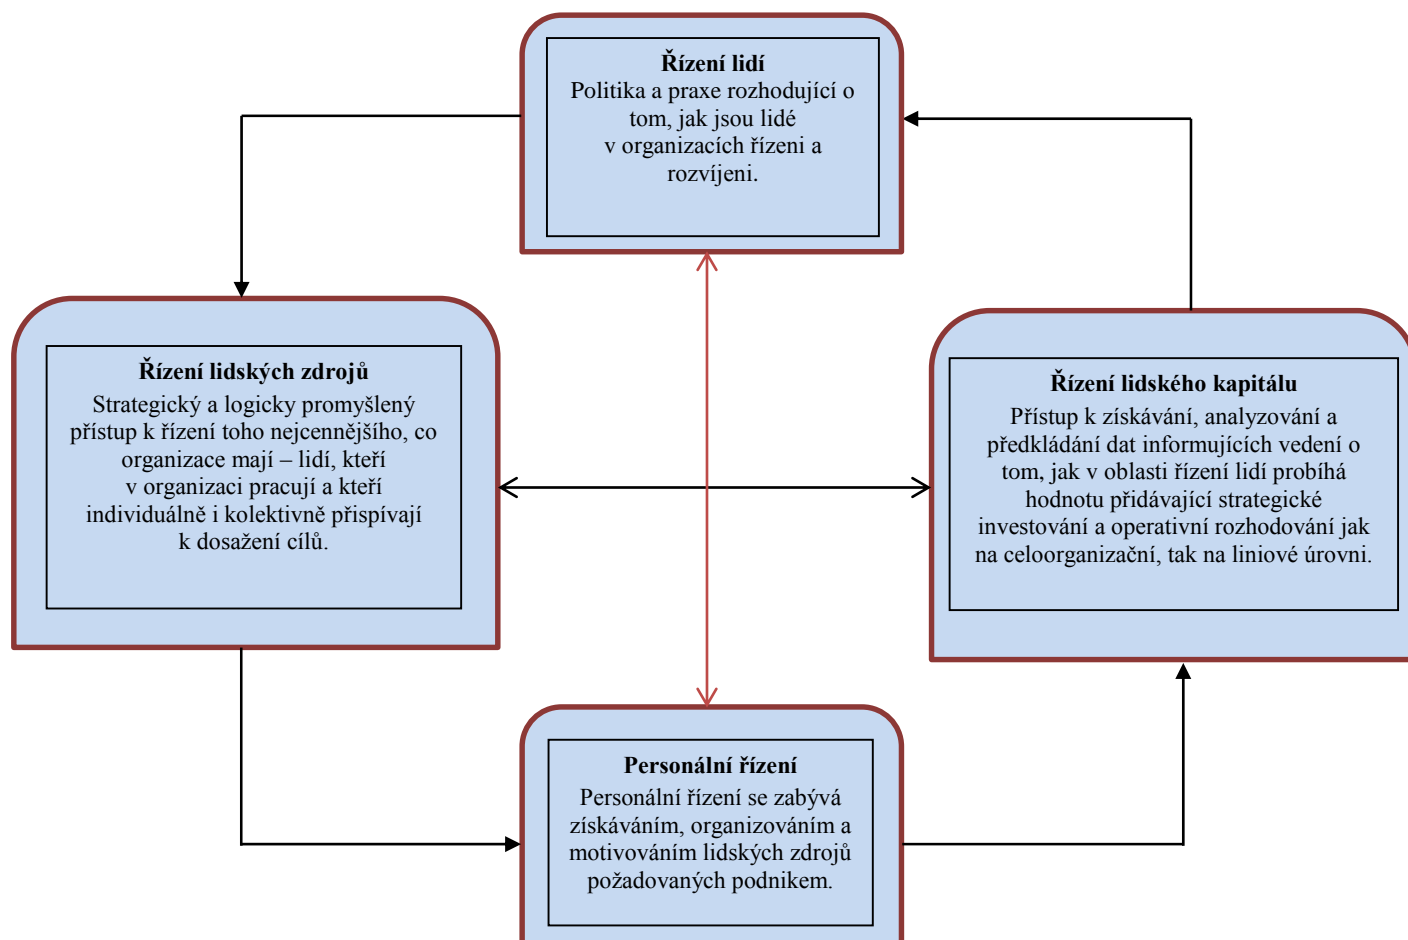 Řízení lidí
Politika a praxe rozhodující o
tom, jak jsou lidé
v organizacích řízeni a
rozvíjeni.
Řízení lidských zdrojů
Strategický a logicky promyšlený
přístup k řízení toho nejcennějšího, co
organizace mají – lidí, kteří
v organizaci pracují a kteří
individuálně i kolektivně přispívají
k dosažení cílů.
Řízení lidského kapitálu
Přístup k získávání, analyzování a
předkládání dat informujících vedení o
tom, jak v oblasti řízení lidí probíhá
hodnotu přidávající strategické
investování a operativní rozhodování jak
na celoorganizační, tak na liniové úrovni.
Personální řízení
Personální řízení se zabývá
získáváním, organizováním a
motivováním lidských zdrojů
požadovaných podnikem.